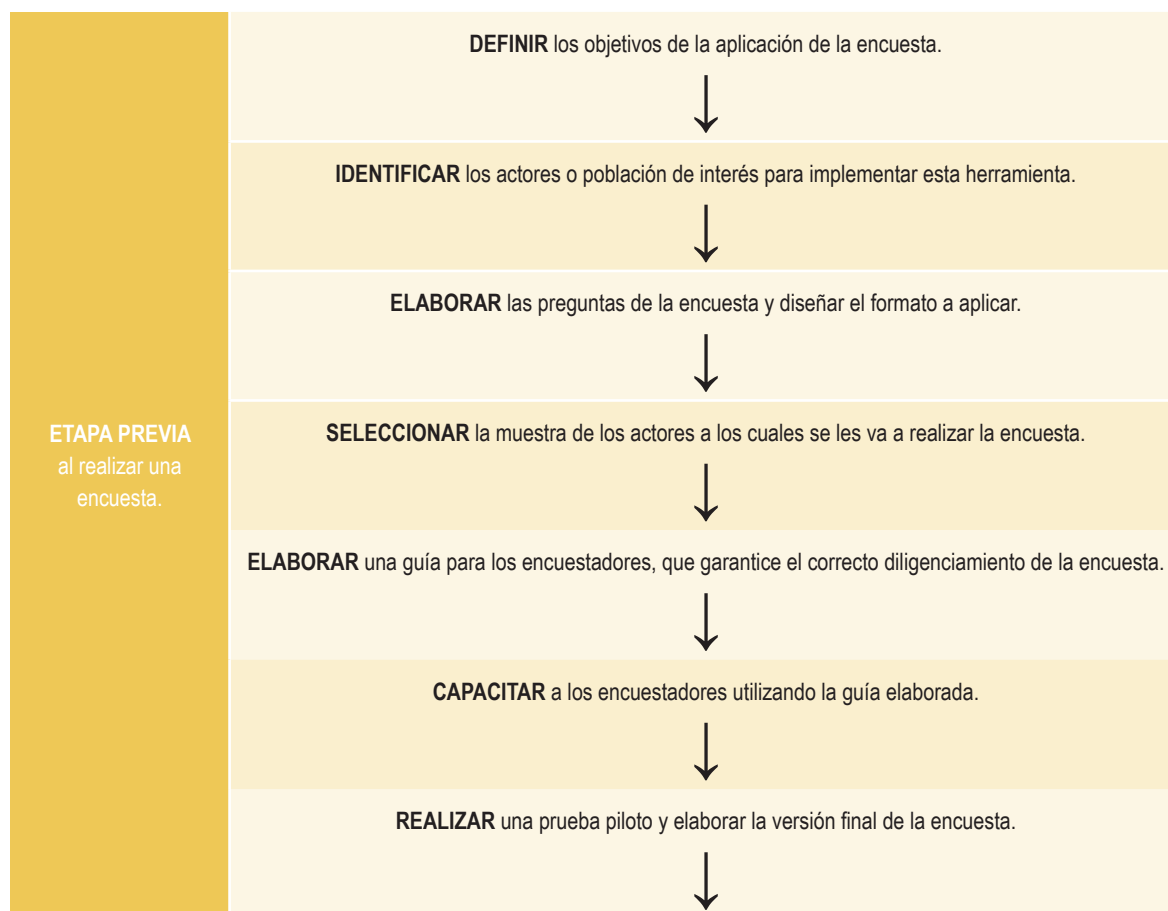 DEFINIR los objetivos de la aplicación de la encuesta.
IDENTIFICAR los actores o población de interés para implementar esta herramienta.
ELABORAR las preguntas de la encuesta y diseñar el formato a aplicar.
ETAPA PREVIA
al realizar una
encuesta.
SELECCIONAR la muestra de los actores a los cuales se les va a realizar la encuesta.
ELABORAR una guía para los encuestadores, que garantice el correcto diligenciamiento de la encuesta.
CAPACITAR a los encuestadores utilizando la guía elaborada.
REALIZAR una prueba piloto y elaborar la versión final de la encuesta.